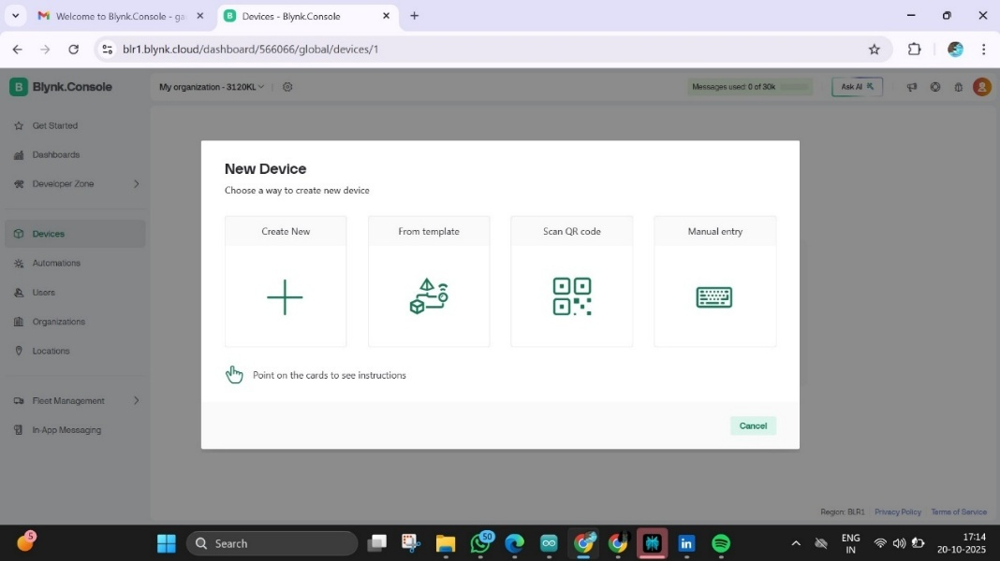 Welcome to Blynk.Console - ga
Devices - Blynk.Console
blr1.blynk.cloud/dashboard/566066/global/devices/1
B Blynk.Console
My organization - 3120KL
Messages used: 0 of 30k
Ask AI
Get Started
Dashboards
Developer Zone
Devices
Automations
Users
Organizations
Locations
Fleet Management
In-App Messaging
New Device
Choose a way to create new device
Create New
From template
Scan QR code
Manual entry
Point on the cards to see instructions
Cancel
Region: BLR1
Privacy Policy
Terms of Service
5
Search
50
in
ENG
IN
17:14
20-10-2025